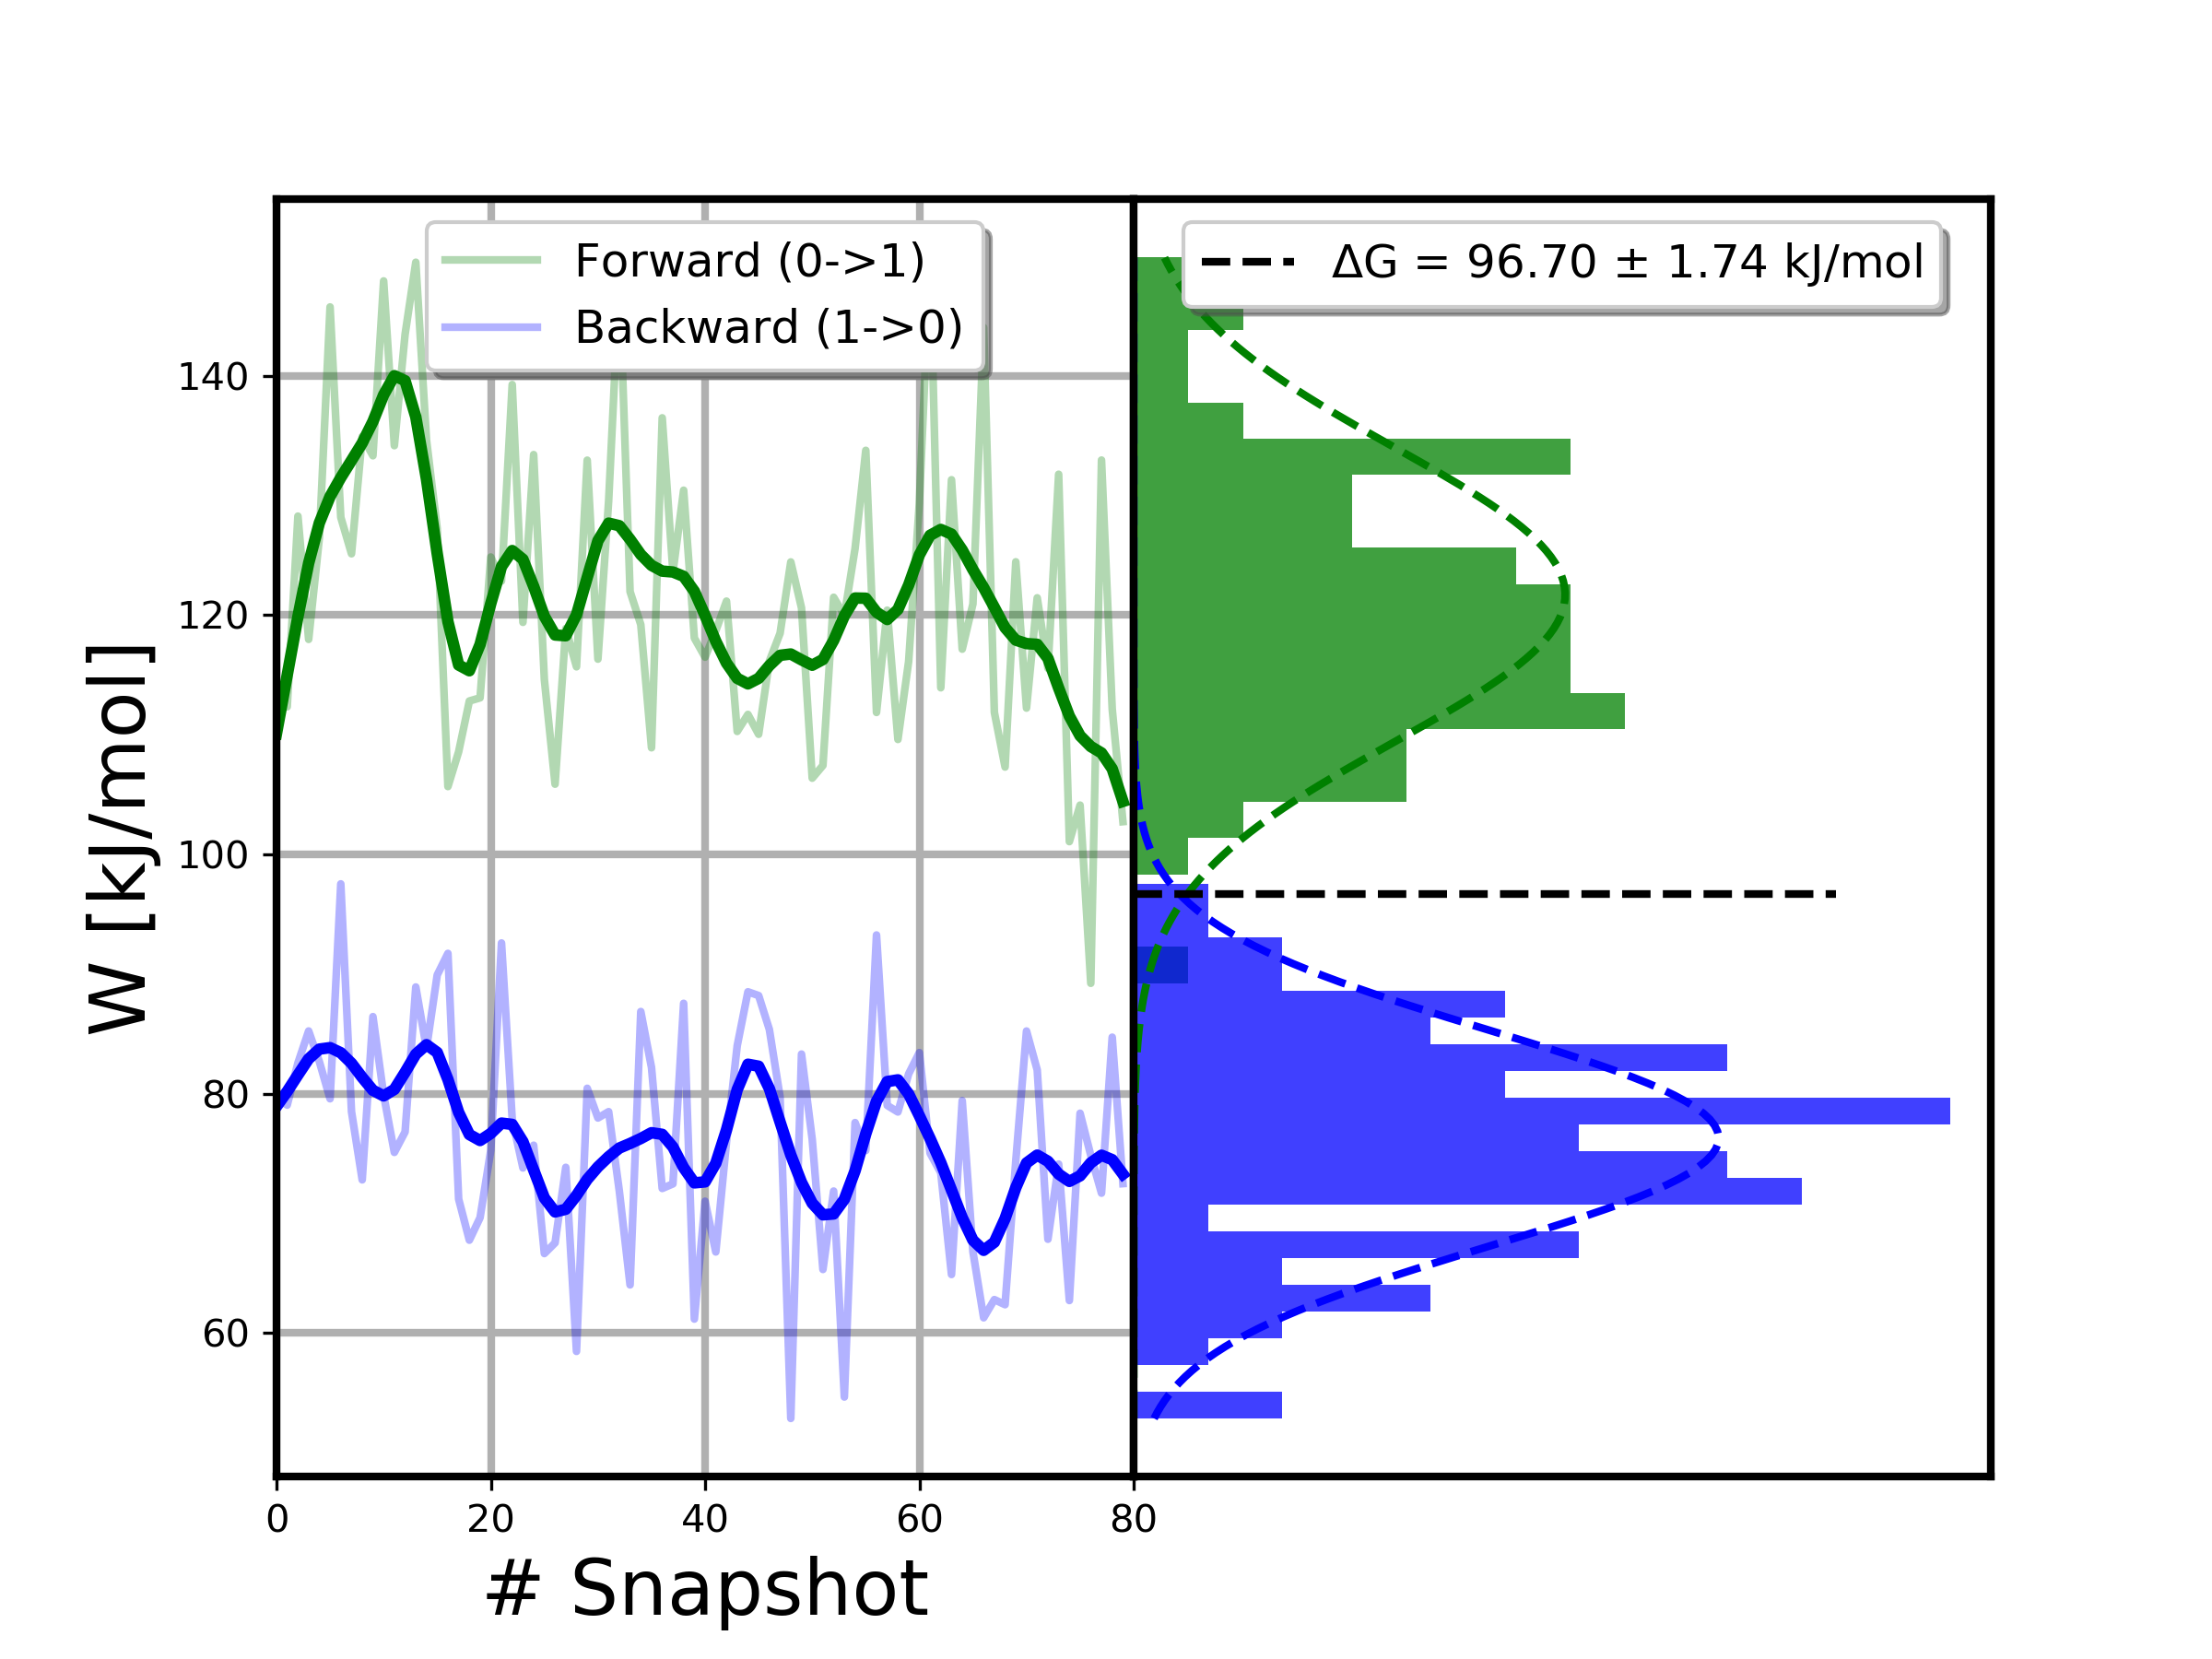 Forward (0->1)
Backward (1->0)
ΔG = 96.70 ± 1.74 kJ/mol
W [kJ/mol]
140
120
100
80
60
0 20 40 60 80
# Snapshot